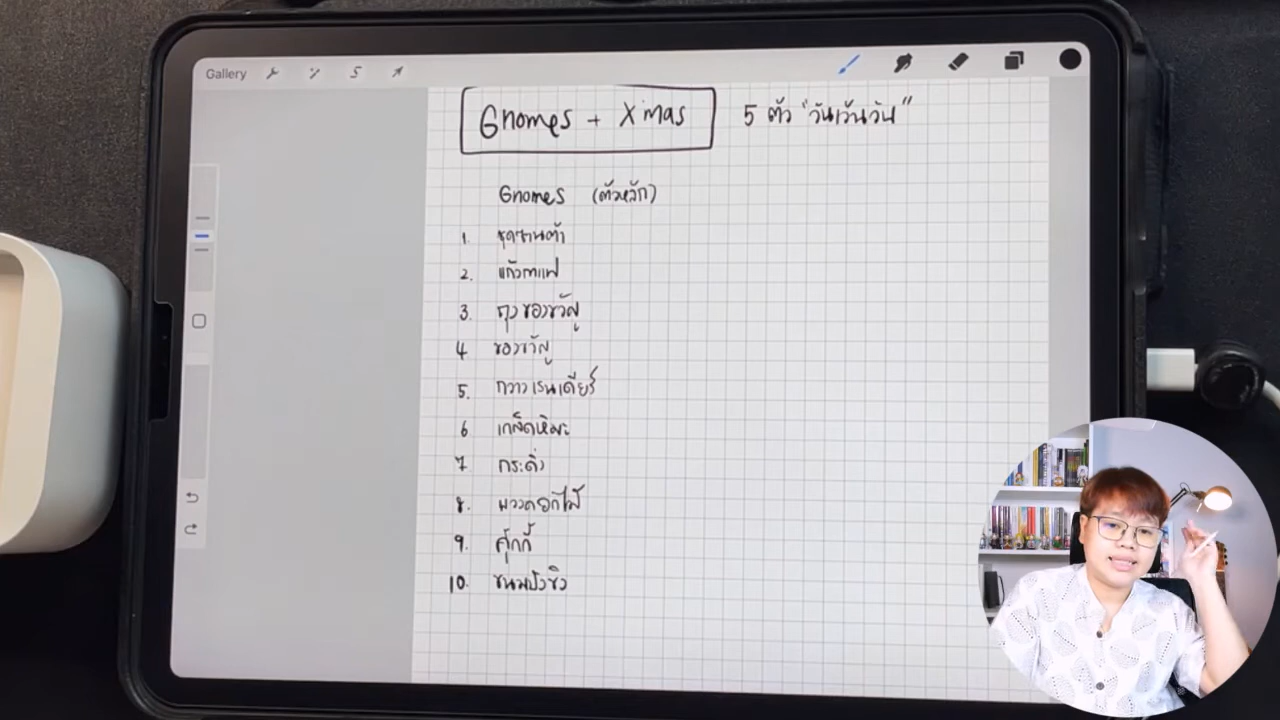 Gallery
Gnomes + X'mas 5 ตัว "วันเว้นวัน"
Gnomes (ตัวหลัก)
1. ชุดซานต้า
2. แก้วกาแฟ
3. ถุงของขวัญ
4 ของขวัญ
5. กวางเรนเดียร์
6 เกล็ดหิมะ
7 กระดิ่ง
8. พวงดอกไม้
9. คุ้กกี้
10. ขนมปังขิง